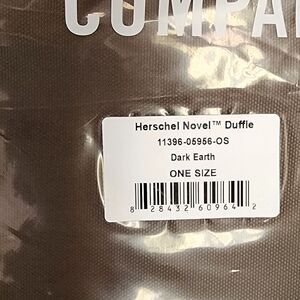 COMPA
Herschel Novel™ Duffle
11396-05956-OS
Dark Earth
ONE SIZE
8 28432 60964 2